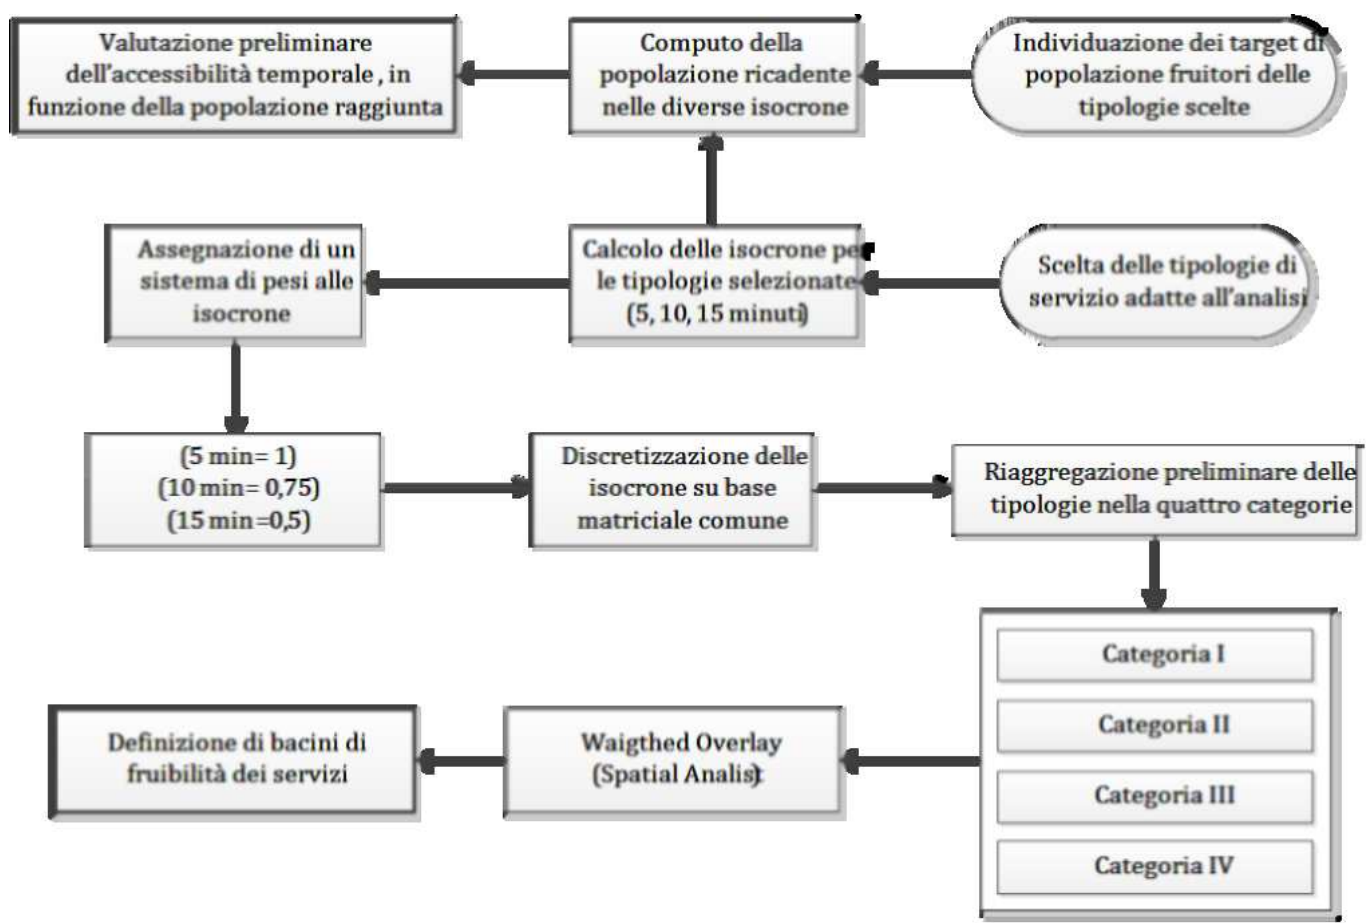 Valutazione preliminare
dell'accessibilità temporale , in
funzione della popolazione raggiunta
Computo della
popolazione ricadente
nelle diverse isocrone
Individuazione dei target di
popolazione fruitori delle
tipologie scelte
Assegnazione di un
sistema di pesi alle
isocrone
Calcolo delle isocrone per
le tipologie selezionate
(5, 10, 15 minuti)
Scelta delle tipologie di
servizio adatte all'analisi
(5 min= 1)
(10 min= 0,75)
(15 min =0,5)
Discretizzazione delle
isocrone su base
matriciale comune
Riaggregazione preliminare delle
tipologie nella quattro categorie
Categoria I
Categoria II
Categoria III
Categoria IV
Waigthed Overlay
(Spatial Analist)
Definizione di bacini di
fruibilità dei servizi